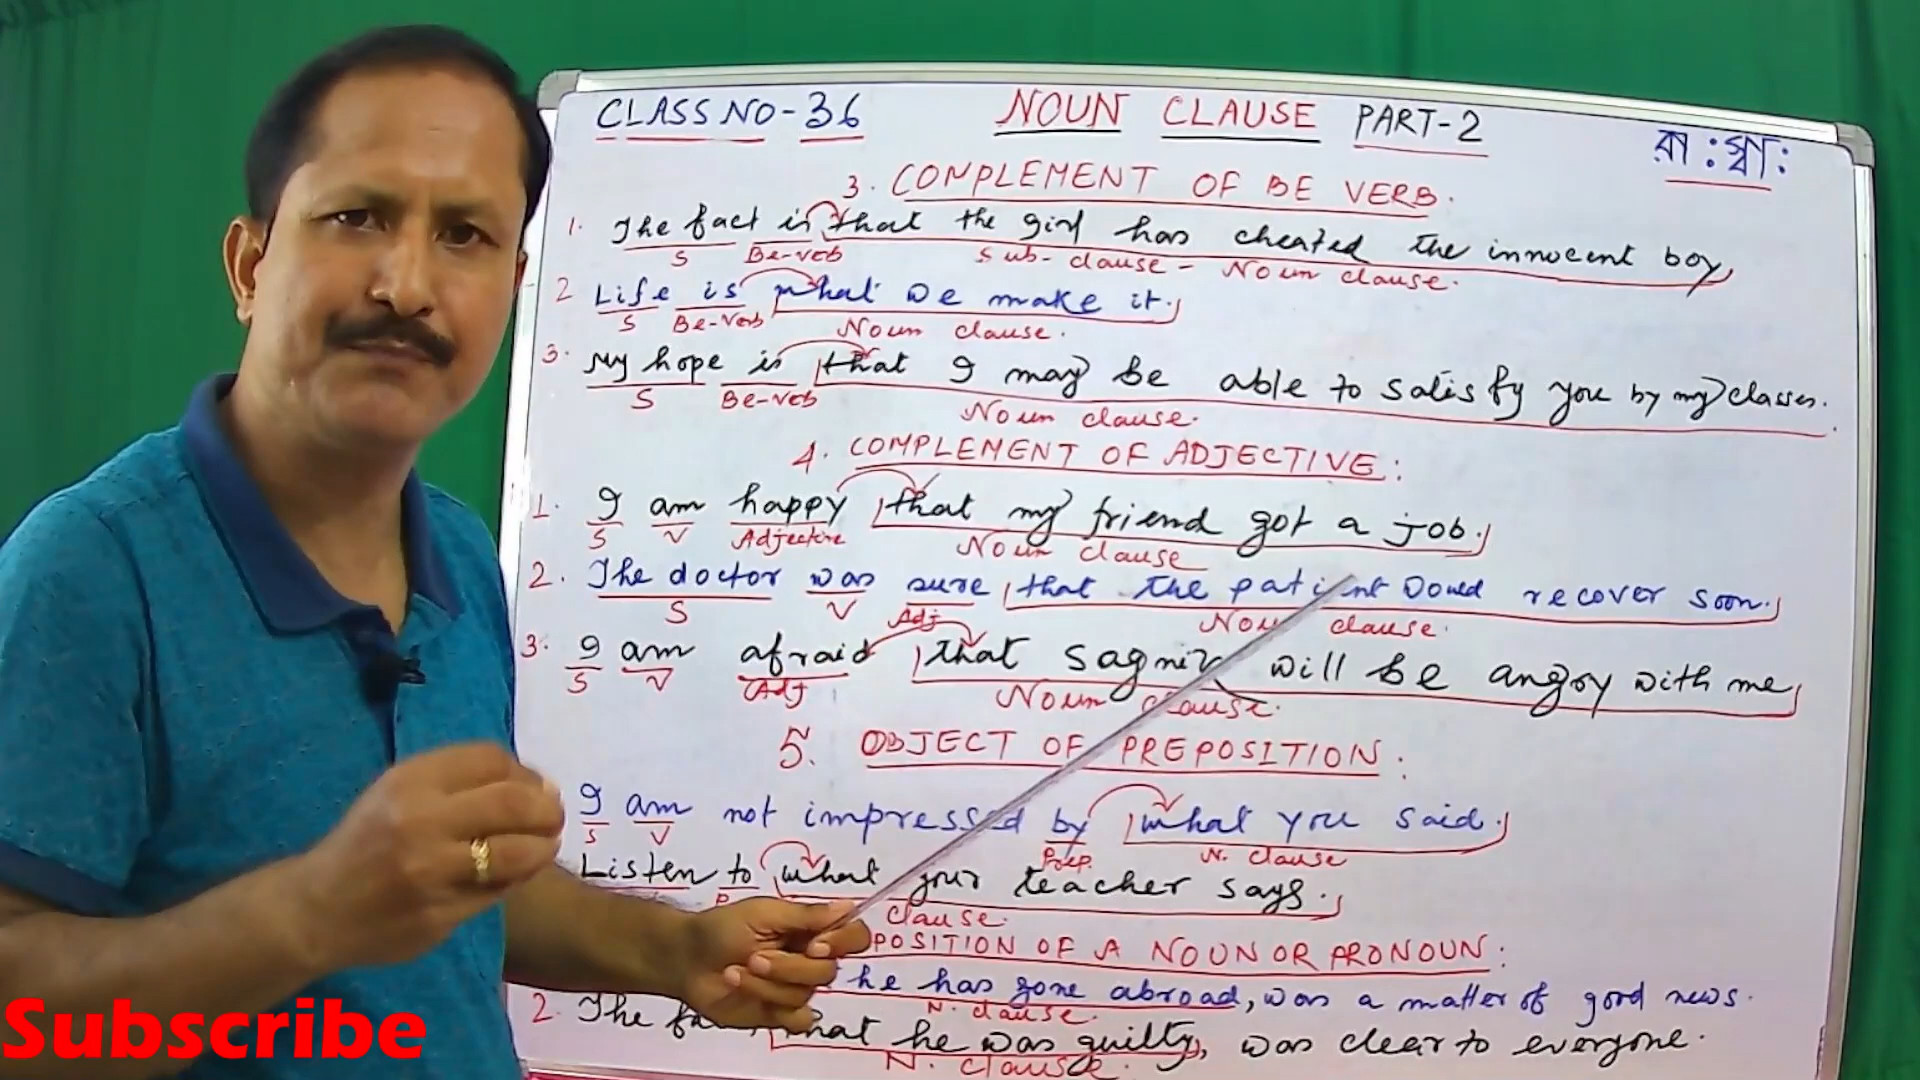 CLASS NO-36 NOUN CLAUSE PART-2
রা:স্বা:
3. COMPLEMENT OF BE VERB.
1. The fact is that the girl has cheated the innocent boy
S Be-verb Sub-clause - Noun clause.
2 Life is what we make it.
S Be-Verb Noun clause.
3. My hope is that I may be able to satisfy you by my classes.
S Be-verb Noun clause.
4. COMPLEMENT OF ADJECTIVE:
1. I am happy that my friend got a job.
S V Adjective Noun clause
2. The doctor was sure that the patient would recover soon.
S V Adj Noun clause.
3. I am afraid that Sagnik will be angry with me
S V Adj Noun clause.
5. OBJECT OF PREPOSITION:
I am not impressed by what you said.
S V Prep. N. clause
Listen to what your teacher says.
clause.
POSITION OF A NOUN OR PRONOUN:
he has gone abroad, was a matter of good news.
N. clause.
2. The that he was guilty, was clear to everyone.
N. clause.
Subscribe